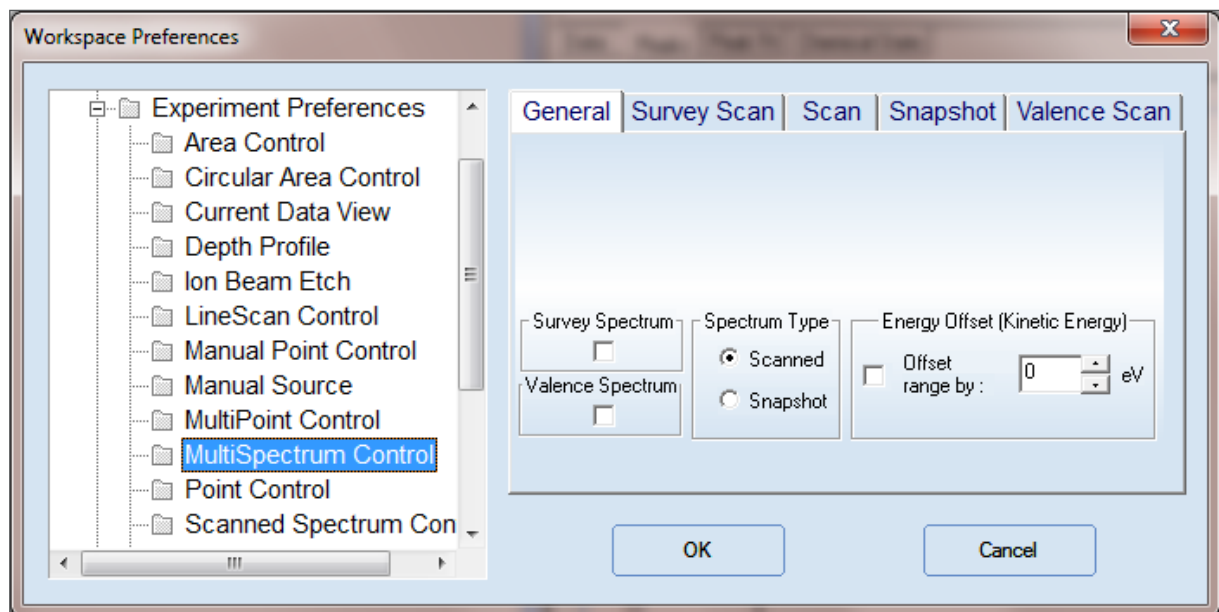 Workspace Preferences
Experiment Preferences
Area Control
Circular Area Control
Current Data View
Depth Profile
Ion Beam Etch
LineScan Control
Manual Point Control
Manual Source
MultiPoint Control
MultiSpectrum Control
Point Control
Scanned Spectrum Con
General Survey Scan Scan Snapshot Valence Scan
Survey Spectrum
Valence Spectrum
Spectrum Type
Scanned
Snapshot
Energy Offset (Kinetic Energy)
Offset
range by :
0
eV
OK
Cancel